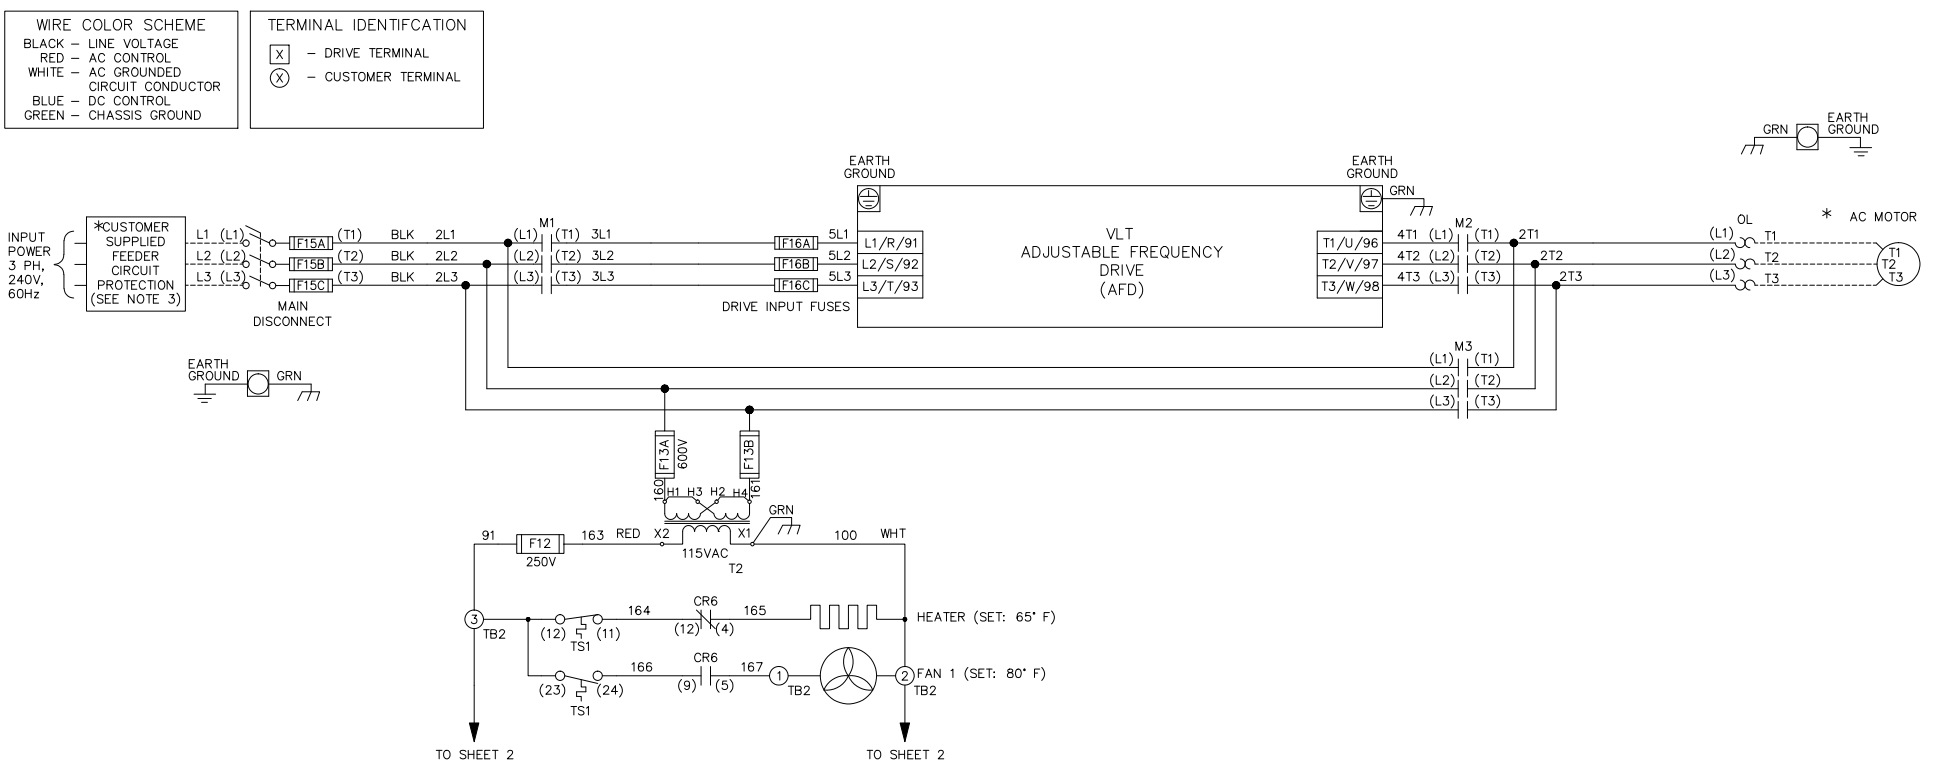 WIRE COLOR SCHEME
BLACK – LINE VOLTAGE
RED – AC CONTROL
WHITE – AC GROUNDED
CIRCUIT CONDUCTOR
BLUE – DC CONTROL
GREEN – CHASSIS GROUND
TERMINAL IDENTIFCATION
X – DRIVE TERMINAL
X – CUSTOMER TERMINAL
GRN
EARTH
GROUND
INPUT
POWER
3 PH,
240V,
60Hz
*CUSTOMER
SUPPLIED
FEEDER
CIRCUIT
PROTECTION
(SEE NOTE 3)
L1 (L1) F15A (T1) BLK 2L1 (L1) M1 (T1) 3L1 F16A 5L1 L1/R/91
L2 (L2) F15B (T2) BLK 2L2 (L2) (T2) 3L2 F16B 5L2 L2/S/92
L3 (L3) F15C (T3) BLK 2L3 (L3) (T3) 3L3 F16C 5L3 L3/T/93
MAIN
DISCONNECT
DRIVE INPUT FUSES
EARTH
GROUND
VLT
ADJUSTABLE FREQUENCY
DRIVE
(AFD)
EARTH
GROUND
GRN
T1/U/96 4T1 (L1) M2 (T1) 2T1 (L1) OL T1
T2/V/97 4T2 (L2) (T2) 2T2 (L2) T2
T3/W/98 4T3 (L3) (T3) 2T3 (L3) T3
* AC MOTOR
T1
T2
T3
EARTH
GROUND
GRN
M3
(L1) (T1)
(L2) (T2)
(L3) (T3)
F13A
600V
F13B
160
161
H1 H3 H2 H4
GRN
91 F12 163 RED X2 X1 100 WHT
250V
115VAC
T2
3
TB2
(12) (11)
TS1
164
CR6
(12) (4)
165
HEATER (SET: 65° F)
(23) (24)
TS1
166
CR6
(9) (5)
167
1
TB2
2
TB2
FAN 1 (SET: 80° F)
TO SHEET 2
TO SHEET 2